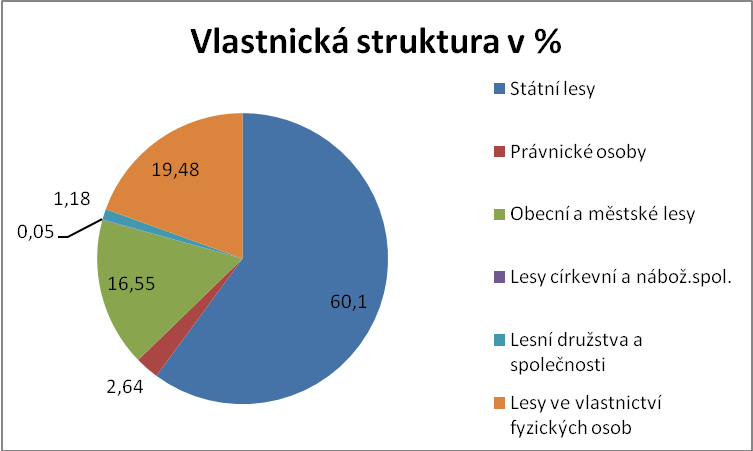 Vlastnická struktura v %
19,48
1,18
0,05
16,55
2,64
60,1
Státní lesy
Právnické osoby
Obecní a městské lesy
Lesy církevní a nábož.spol.
Lesní družstva a
společnosti
Lesy ve vlastnictví
fyzických osob